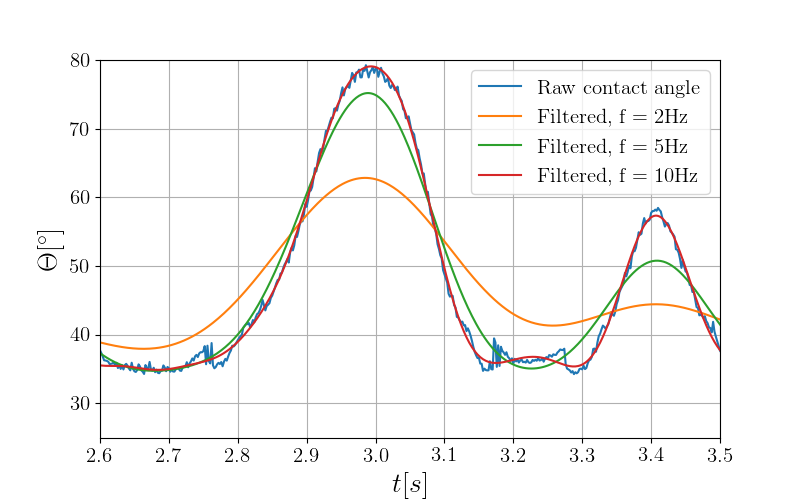 80
70
60
50
40
30
Θ[°]
2.6 2.7 2.8 2.9 3.0 3.1 3.2 3.3 3.4 3.5
t[s]
Raw contact angle
Filtered, f = 2Hz
Filtered, f = 5Hz
Filtered, f = 10Hz